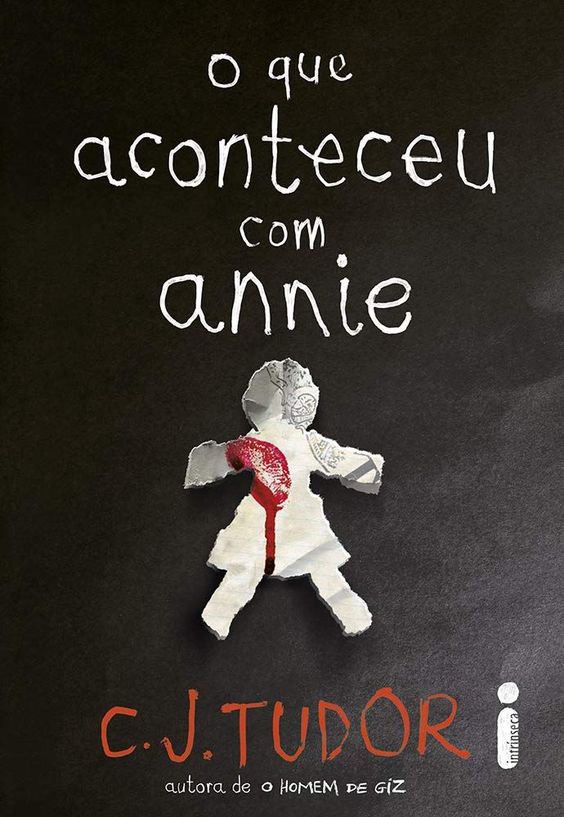 o que
aconteceu
com
annie
C.J. TUDOR
intrínseca
autora de O HOMEM DE GIZ